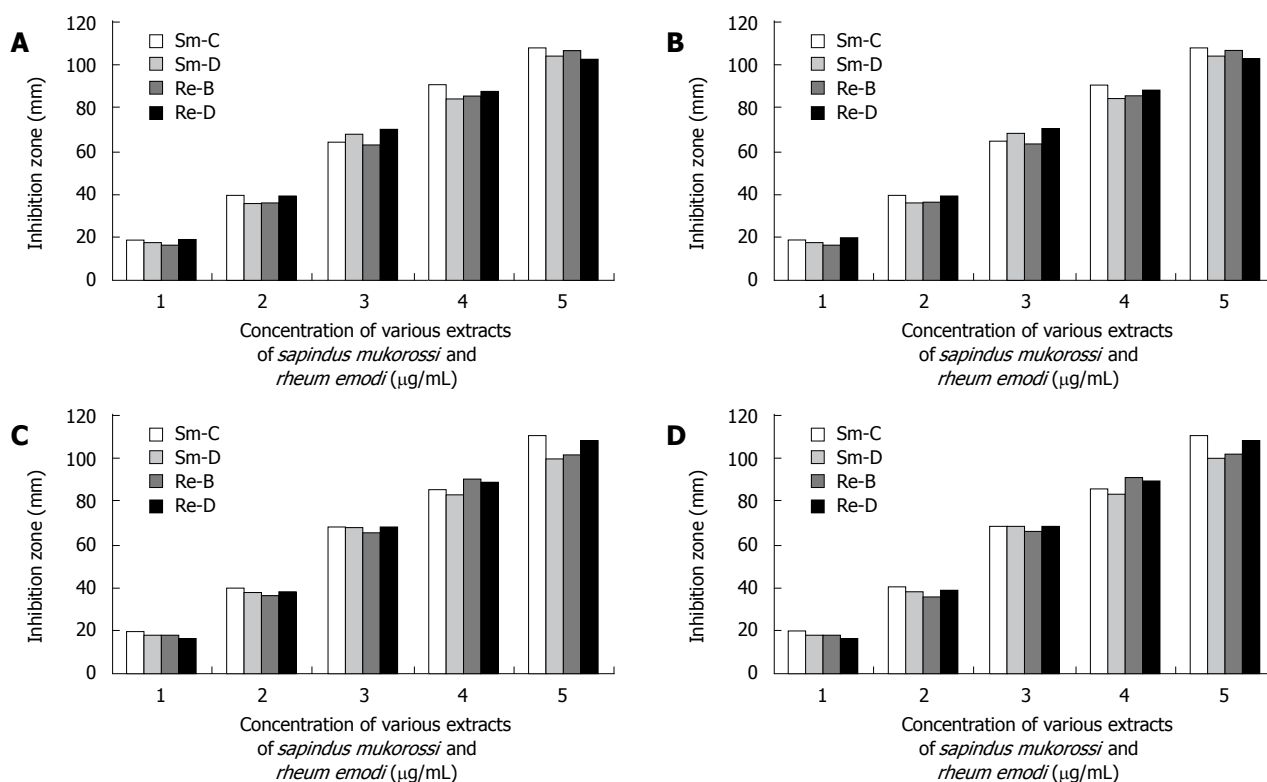 A
Inhibition zone (mm)
120
100
80
60
40
20
0
Sm-C
Sm-D
Re-B
Re-D
1 2 3 4 5
Concentration of various extracts
of sapindus mukorossi and
rheum emodi (μg/mL)
B
Inhibition zone (mm)
120
100
80
60
40
20
0
Sm-C
Sm-D
Re-B
Re-D
1 2 3 4 5
Concentration of various extracts
of sapindus mukorossi and
rheum emodi (μg/mL)
C
Inhibition zone (mm)
120
100
80
60
40
20
0
Sm-C
Sm-D
Re-B
Re-D
1 2 3 4 5
Concentration of various extracts
of sapindus mukorossi and
rheum emodi (μg/mL)
D
Inhibition zone (mm)
120
100
80
60
40
20
0
Sm-C
Sm-D
Re-B
Re-D
1 2 3 4 5
Concentration of various extracts
of sapindus mukorossi and
rheum emodi (μg/mL)